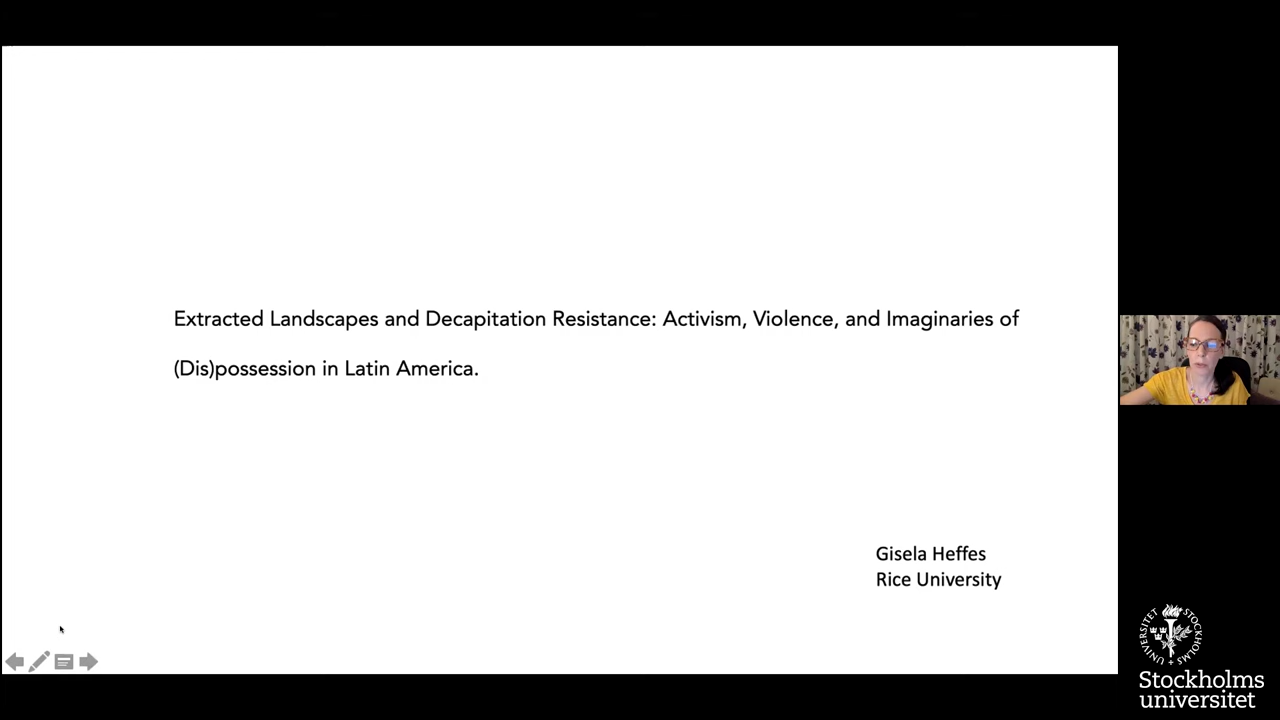 Extracted Landscapes and Decapitation Resistance: Activism, Violence, and Imaginaries of
(Dis)possession in Latin America.
Gisela Heffes
Rice University
Stockholms
universitet